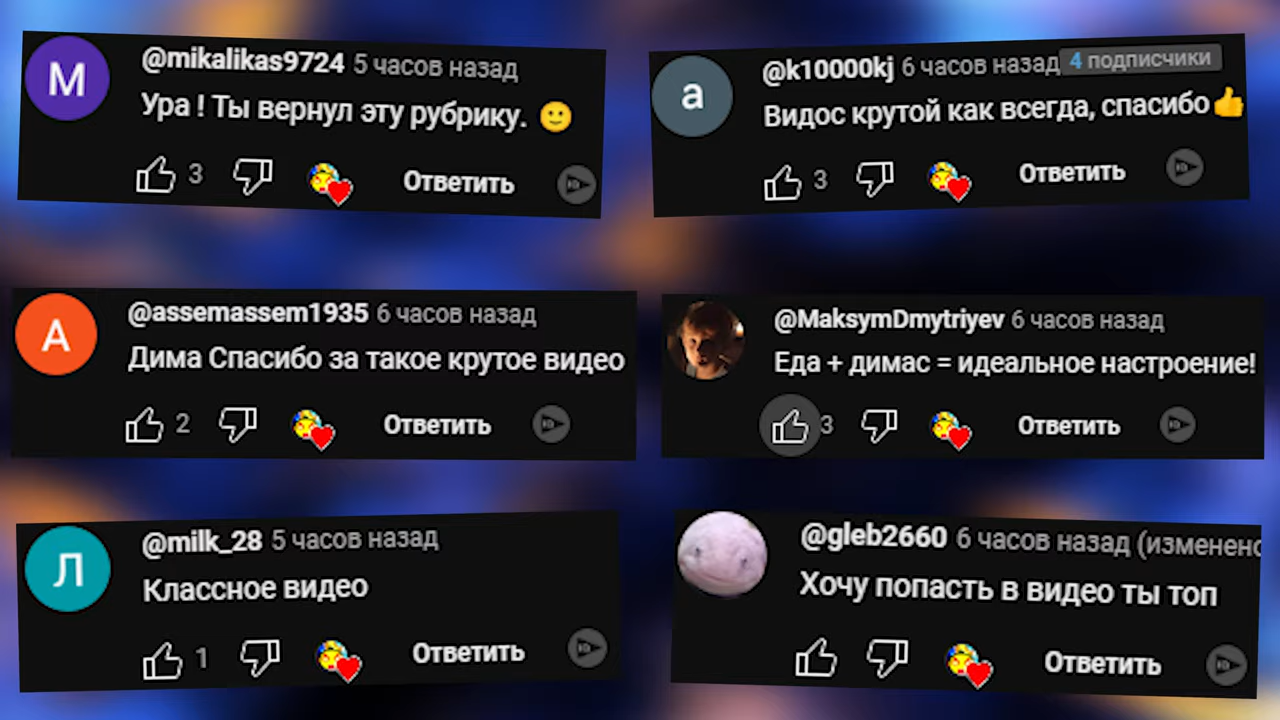 M
@mikalikas9724 5 часов назад
Ура ! Ты вернул эту рубрику. 🙂
3
Ответить
a
@k10000kj 6 часов назад 4 подписчики
Видос крутой как всегда, спасибо👍
3
Ответить
A
@assemassem1935 6 часов назад
Дима Спасибо за такое крутое видео
2
Ответить
@MaksymDmytriyev 6 часов назад
Еда + димас = идеальное настроение!
3
Ответить
Л
@milk_28 5 часов назад
Классное видео
1
Ответить
@gleb2660 6 часов назад (изменено
Хочу попасть в видео ты топ
Ответить